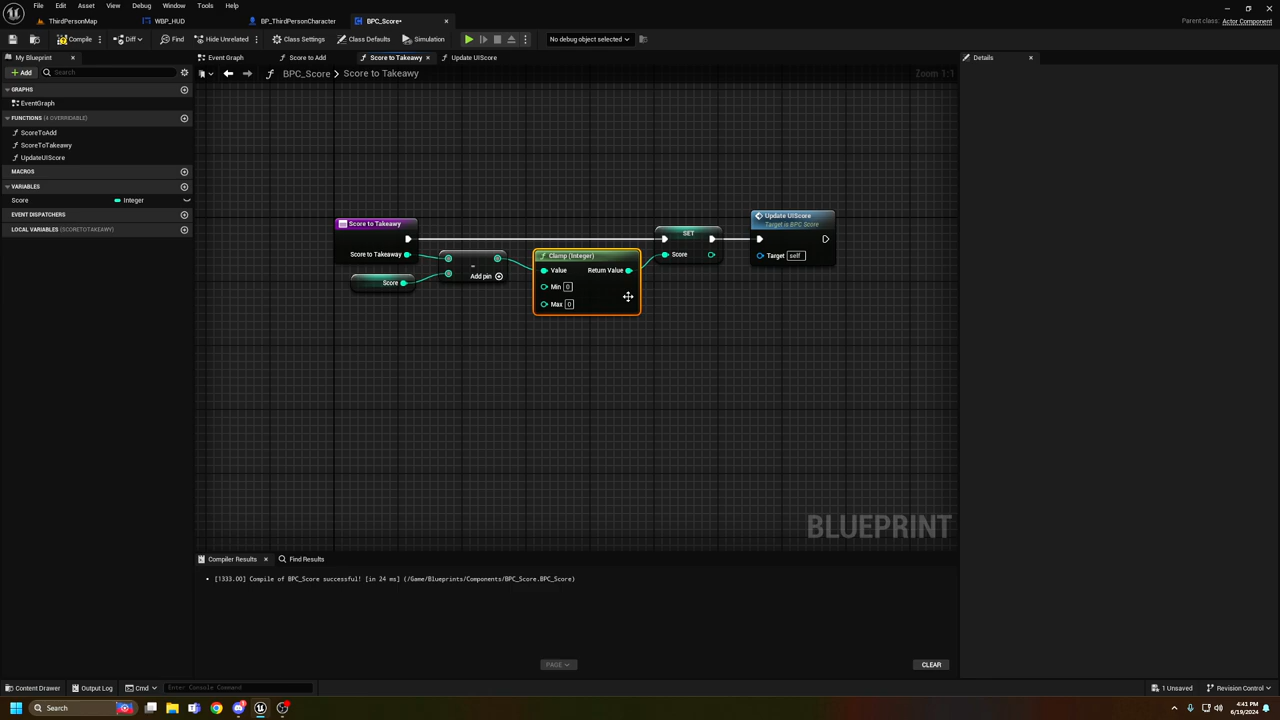 File Edit Asset View Debug Window Tools Help
ThirdPersonMap WBP_HUD BP_ThirdPersonCharacter BPC_Score•
Parent class: Actor Component
Compile Diff Find Hide Unrelated Class Settings Class Defaults Simulation No debug object selected
My Blueprint Event Graph Score to Add Score to Takeawy Update UIScore Details
Add Search
BPC_Score > Score to Takeawy Zoom 1:1
GRAPHS
EventGraph
FUNCTIONS (4 OVERRIDABLE)
ScoreToAdd
ScoreToTakeawy
UpdateUIScore
MACROS
VARIABLES
Score Integer
EVENT DISPATCHERS
LOCAL VARIABLES (SCORETOTAKEAWY)
Score to Takeawy
Score to Takeaway
Score
-
Add pin
Clamp (Integer)
Value Return Value
Min 0
Max 0
SET
Score
Update UIScore
Target is BPC Score
Target self
BLUEPRINT
Compiler Results Find Results
• [1333.00] Compile of BPC_Score successful! [in 24 ms] (/Game/Blueprints/Components/BPC_Score.BPC_Score)
PAGE CLEAR
Content Drawer Output Log Cmd Enter Console Command 1 Unsaved Revision Control
Search
4:41 PM
6/19/2024